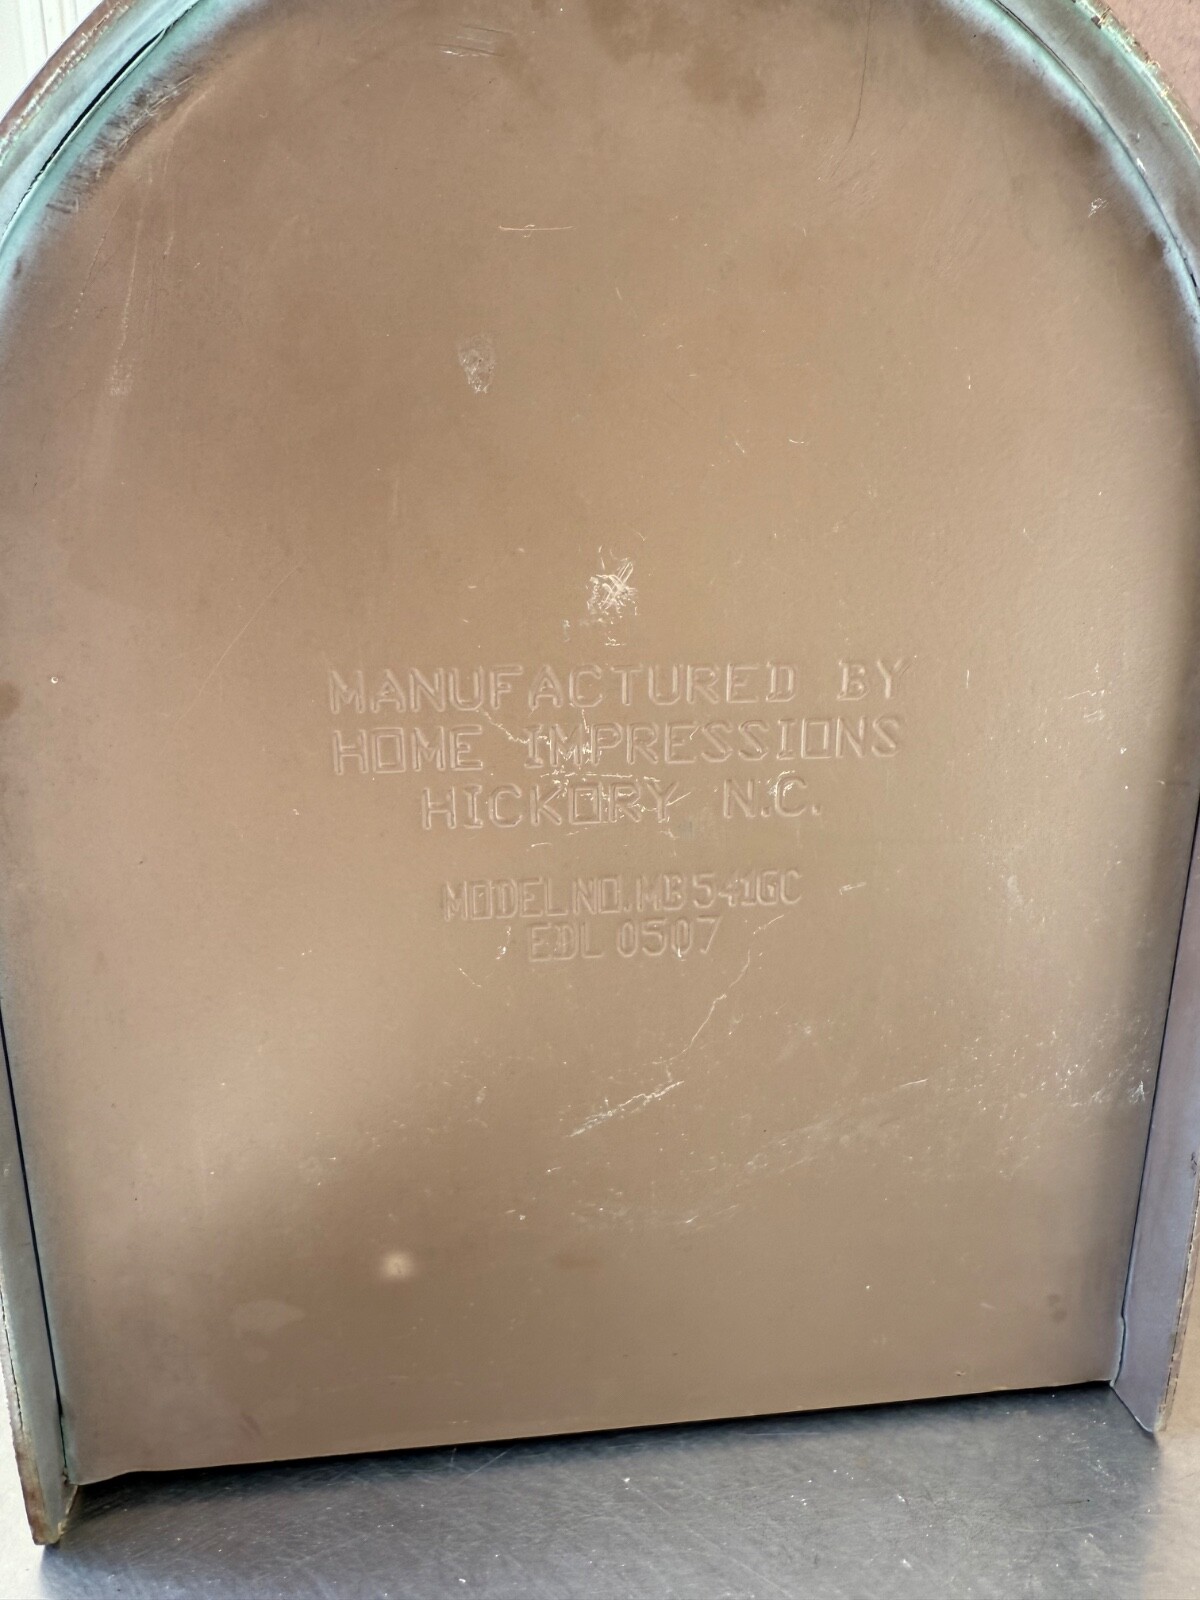 MANUFACTURED BY
HOME IMPRESSIONS
HICKORY N.C.
MODEL NO. MB541GC
EDL 0507